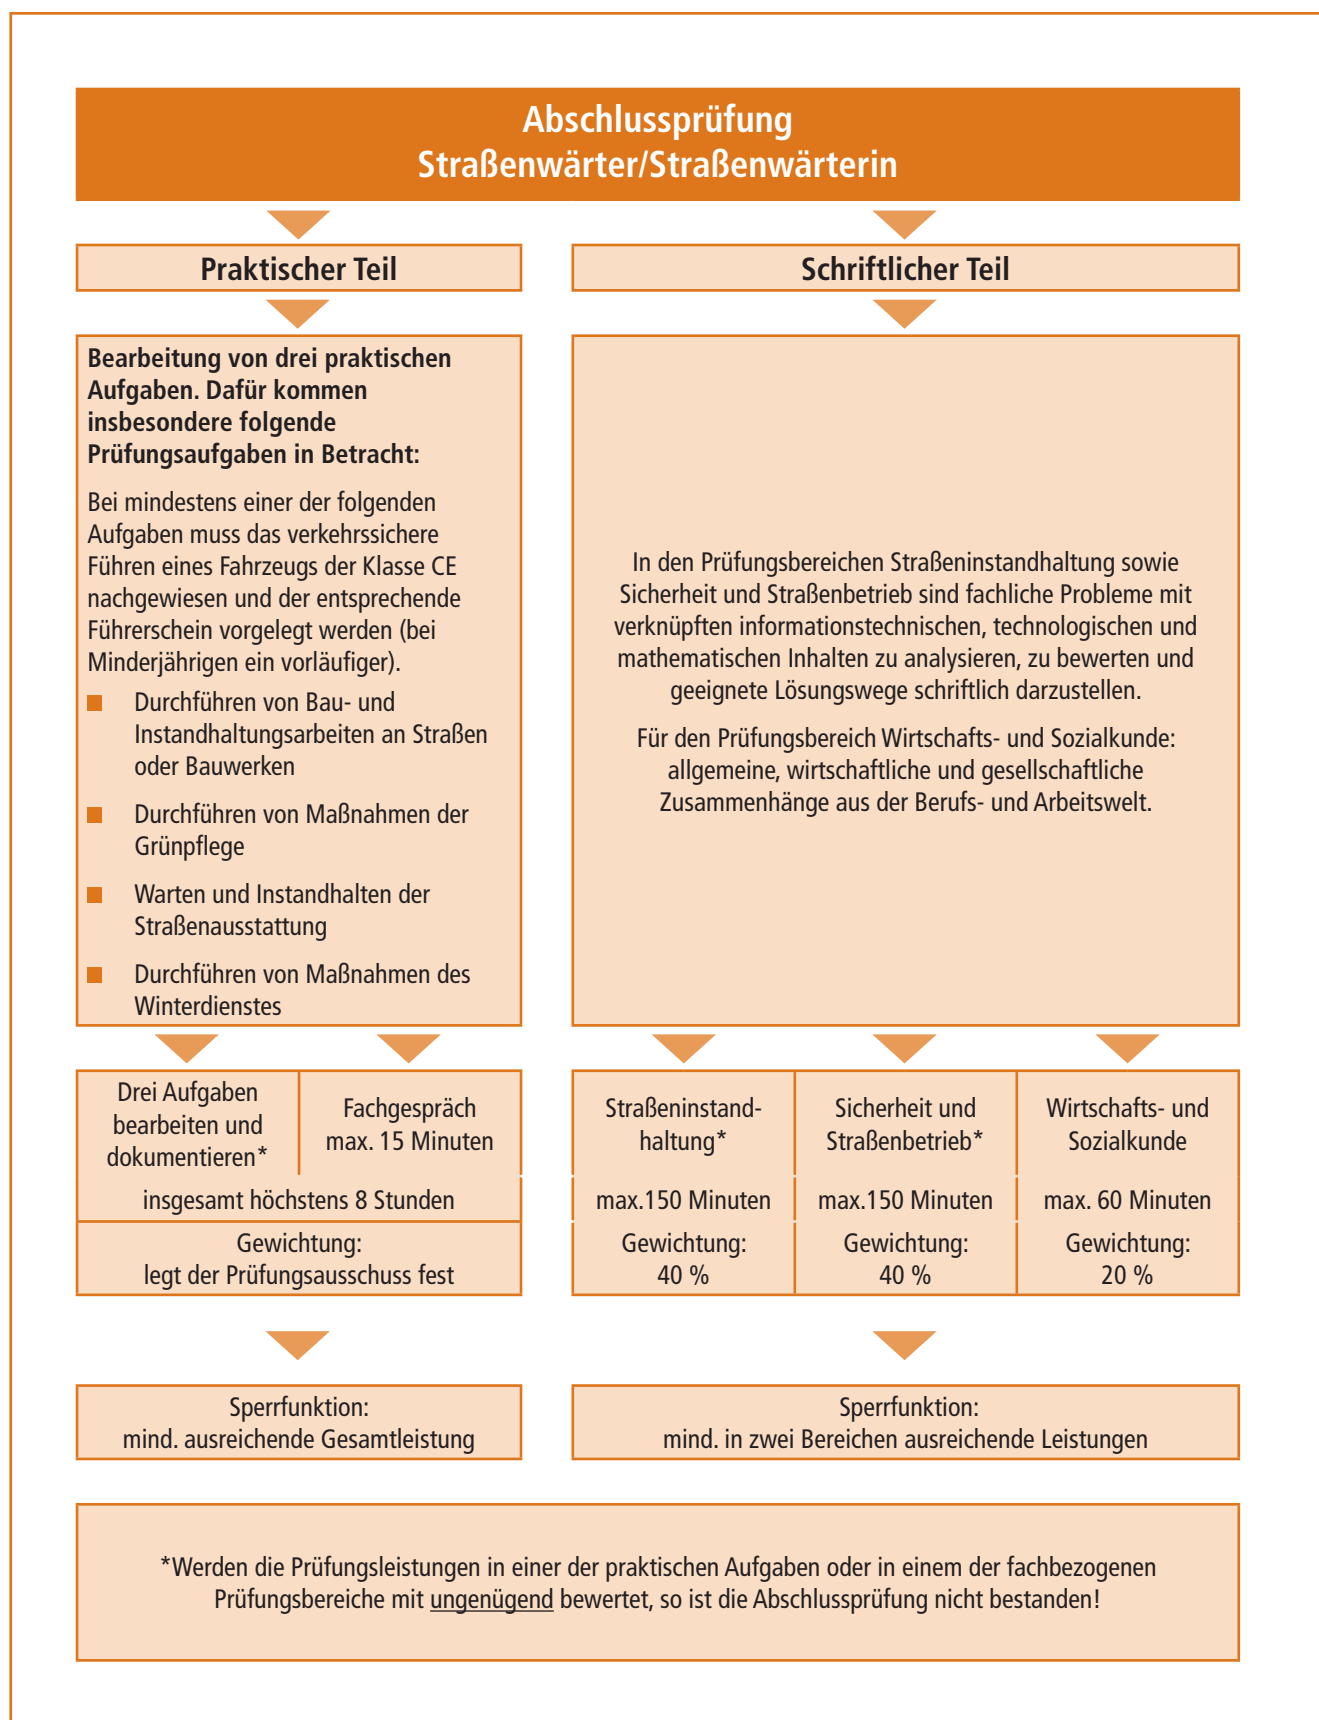 Abschlussprüfung
Straßenwärter/Straßenwärterin
Praktischer Teil
Bearbeitung von drei praktischen
Aufgaben. Dafür kommen
insbesondere folgende
Prüfungsaufgaben in Betracht:
Bei mindestens einer der folgenden
Aufgaben muss das verkehrssichere
Führen eines Fahrzeugs der Klasse CE
nachgewiesen und der entsprechende
Führerschein vorgelegt werden (bei
Minderjährigen ein vorläufiger).
Durchführen von Bau- und
Instandhaltungsarbeiten an Straßen
oder Bauwerken
Durchführen von Maßnahmen der
Grünpflege
Warten und Instandhalten der
Straßenausstattung
Durchführen von Maßnahmen des
Winterdienstes
Drei Aufgaben
bearbeiten und
dokumentieren*
Fachgespräch
max. 15 Minuten
insgesamt höchstens 8 Stunden
Gewichtung:
legt der Prüfungsausschuss fest
Sperrfunktion:
mind. ausreichende Gesamtleistung
Schriftlicher Teil
In den Prüfungsbereichen Straßeninstandhaltung sowie
Sicherheit und Straßenbetrieb sind fachliche Probleme mit
verknüpften informationstechnischen, technologischen und
mathematischen Inhalten zu analysieren, zu bewerten und
geeignete Lösungswege schriftlich darzustellen.
Für den Prüfungsbereich Wirtschafts- und Sozialkunde:
allgemeine, wirtschaftliche und gesellschaftliche
Zusammenhänge aus der Berufs- und Arbeitswelt.
Straßeninstand-
haltung*
max.150 Minuten
Gewichtung:
40 %
Sicherheit und
Straßenbetrieb*
max.150 Minuten
Gewichtung:
40 %
Wirtschafts- und
Sozialkunde
max. 60 Minuten
Gewichtung:
20 %
Sperrfunktion:
mind. in zwei Bereichen ausreichende Leistungen
*Werden die Prüfungsleistungen in einer der praktischen Aufgaben oder in einem der fachbezogenen
Prüfungsbereiche mit ungenügend bewertet, so ist die Abschlussprüfung nicht bestanden!